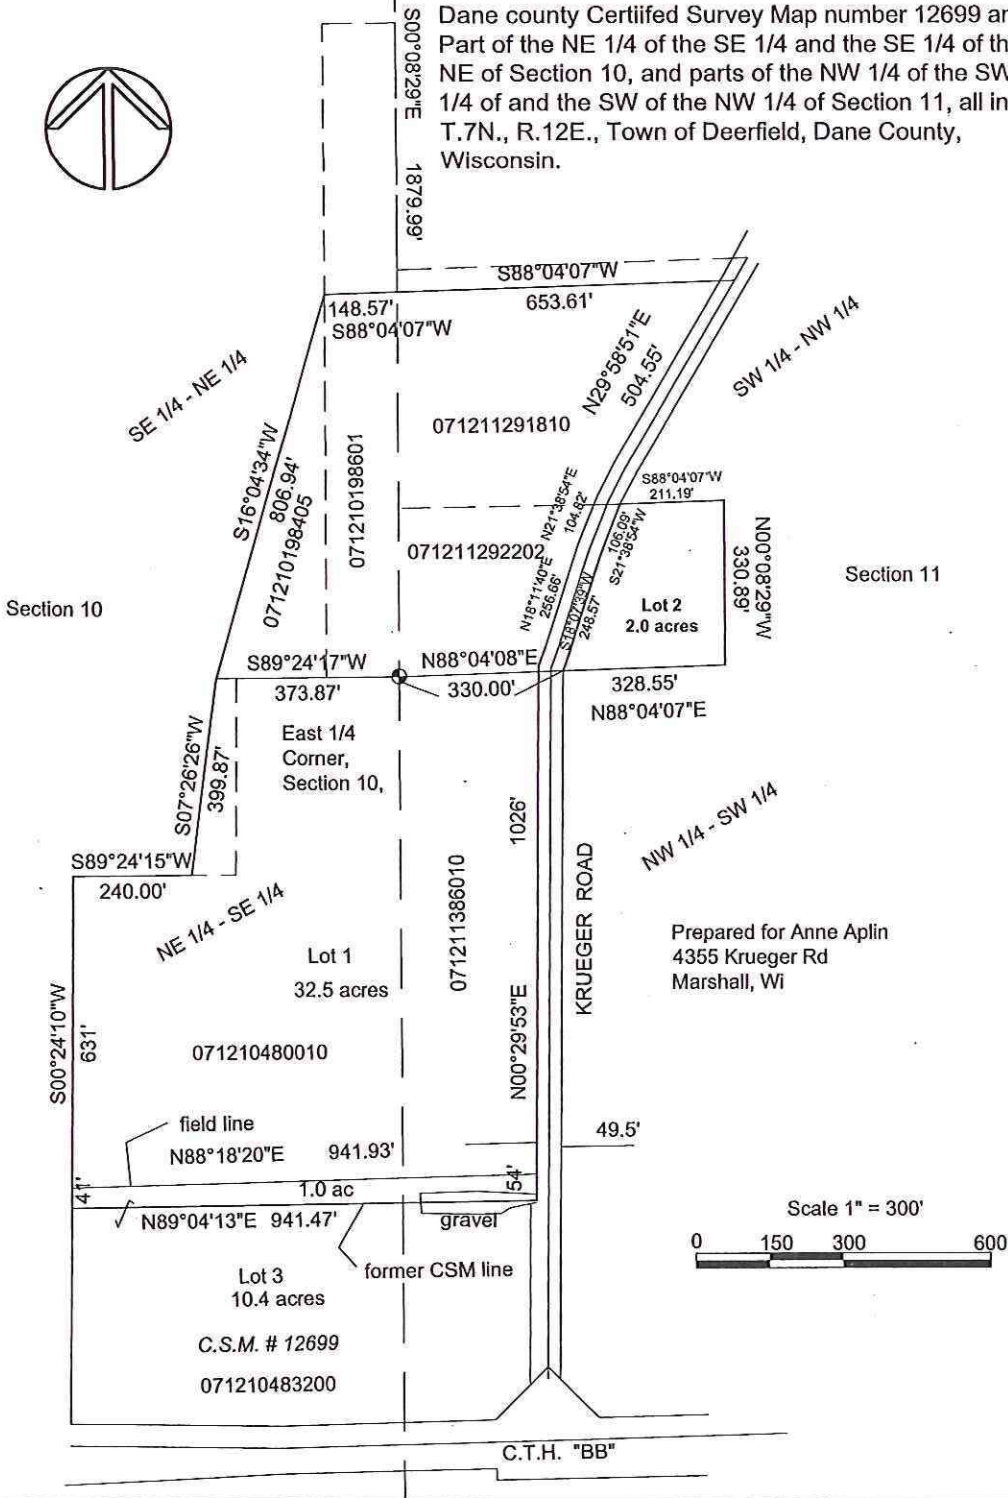 Dane county Certiifed Survey Map number 12699 an
Part of the NE 1/4 of the SE 1/4 and the SE 1/4 of th
NE of Section 10, and parts of the NW 1/4 of the SW
1/4 of and the SW of the NW 1/4 of Section 11, all in
T.7N., R.12E., Town of Deerfield, Dane County,
Wisconsin.
S00°08'29"E 1879.99'
S88°04'07"W
653.61'
148.57'
S88°04'07"W
N29°58'51"E
504.55'
SW 1/4 - NW 1/4
SE 1/4 - NE 1/4
071211291810
S16°04'34"W
806.94'
071210198405
071210198601
N21°38'54"E
104.82'
S88°04'07"W
211.19'
106.09'
S21°38'54"W
N00°08'29"W
330.89'
071211292202
N18°11'40"E
256.66'
S18°07'39"W
248.57'
Lot 2
2.0 acres
Section 11
Section 10
S89°24'17"W
373.87'
N88°04'08"E
330.00'
328.55'
N88°04'07"E
East 1/4
Corner,
Section 10,
S07°26'26"W
399.87'
1026'
NW 1/4 - SW 1/4
S89°24'15"W
240.00'
NE 1/4 - SE 1/4
071211386010
KRUEGER ROAD
Prepared for Anne Aplin
4355 Krueger Rd
Marshall, Wi
Lot 1
32.5 acres
S00°24'10"W
631'
N00°29'53"E
071210480010
field line
N88°18'20"E 941.93'
49.5'
41'
1.0 ac
54'
N89°04'13"E 941.47'
gravel
former CSM line
Scale 1" = 300'
0 150 300 600
Lot 3
10.4 acres
C.S.M. # 12699
071210483200
C.T.H. "BB"